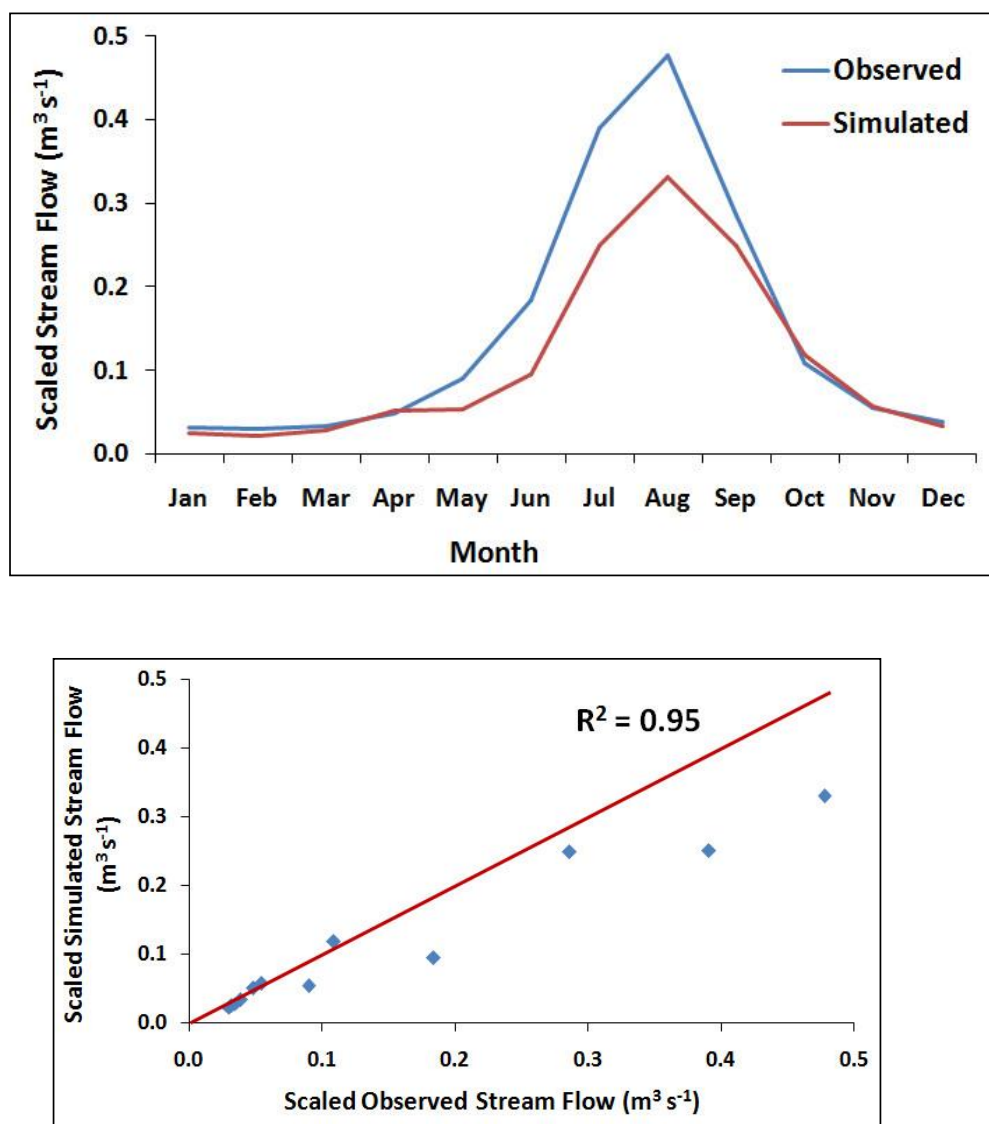 Scaled Stream Flow (m³ s⁻¹)
0.5
0.4
0.3
0.2
0.1
0.0
Observed
Simulated
Jan Feb Mar Apr May Jun Jul Aug Sep Oct Nov Dec
Month
Scaled Simulated Stream Flow
(m³ s⁻¹)
0.5
0.4
0.3
0.2
0.1
0.0
R² = 0.95
0.0 0.1 0.2 0.3 0.4 0.5
Scaled Observed Stream Flow (m³ s⁻¹)